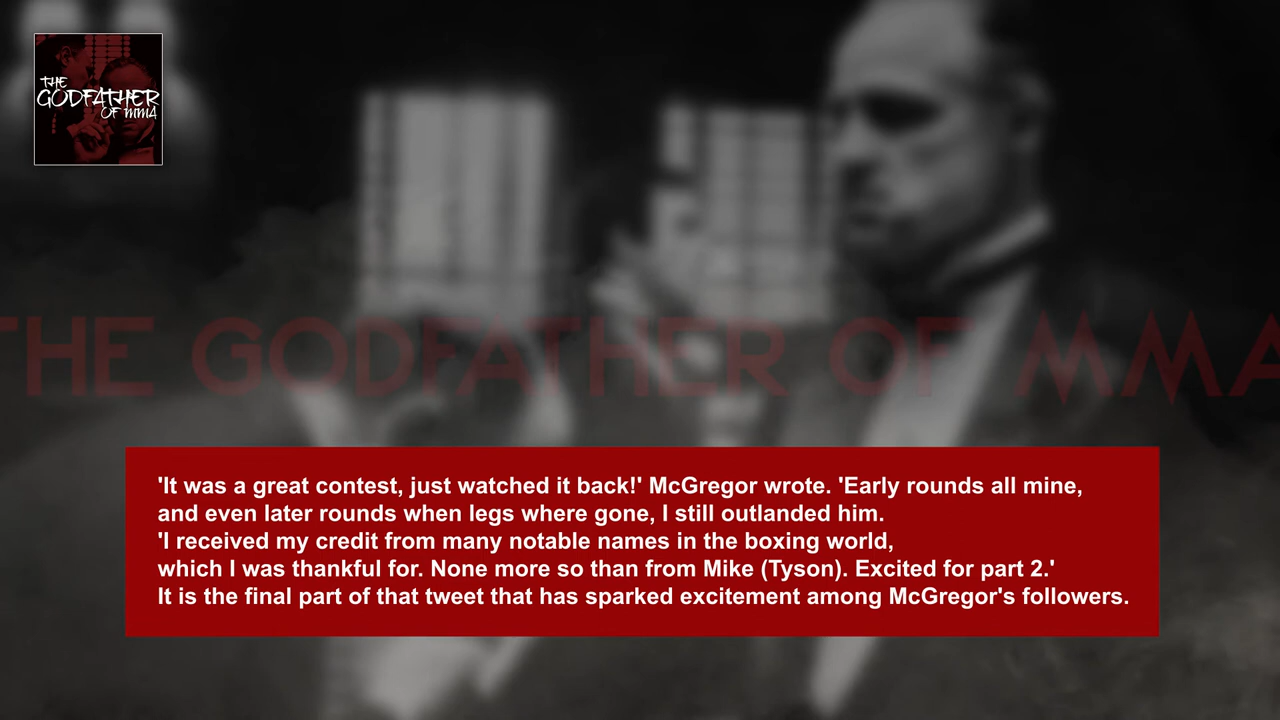 THE
GODFATHER
OF MMA
THE GODFATHER OF MMA
'It was a great contest, just watched it back!' McGregor wrote. 'Early rounds all mine,
and even later rounds when legs where gone, I still outlanded him.
'I received my credit from many notable names in the boxing world,
which I was thankful for. None more so than from Mike (Tyson). Excited for part 2.'
It is the final part of that tweet that has sparked excitement among McGregor's followers.